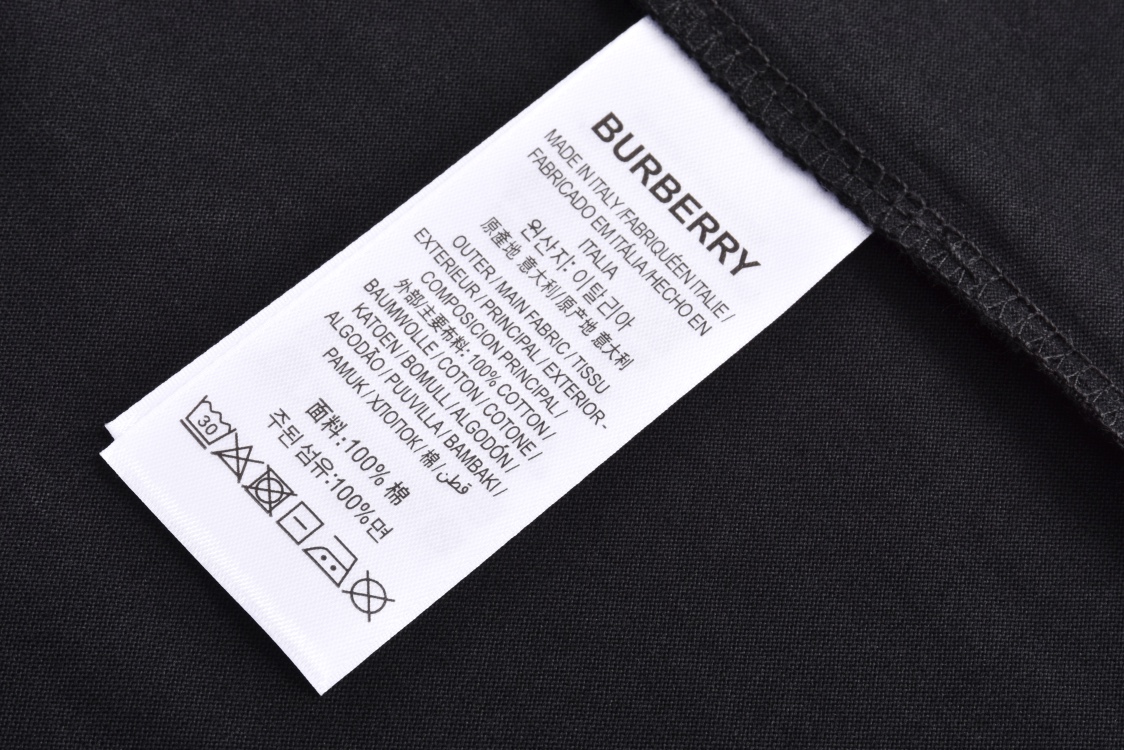 BURBERRY
MADE IN ITALY /FABRIQUÉEN ITALIE /
FABRICADO EM ITÁLIA /HECHO EN
ITALIA
원산지: 이탈리아
原產地 意大利/原产地 意大利
OUTER / MAIN FABRIC / TISSU
EXTERIEUR / PRINCIPAL / EXTERIOR-
COMPOSICION PRINCIPAL /
外部/主要布料: 100% COTTON /
BAUMWOLLE / COTON / COTONE /
KATOEN / BOMULL / ALGODÓN /
ALGODÃO / PUUVILLA / BAMBAKI /
PAMUK / ХΠΟΠΟΚ / 棉 / قطن
面料:100% 棉
주된 섬유:100%면
30